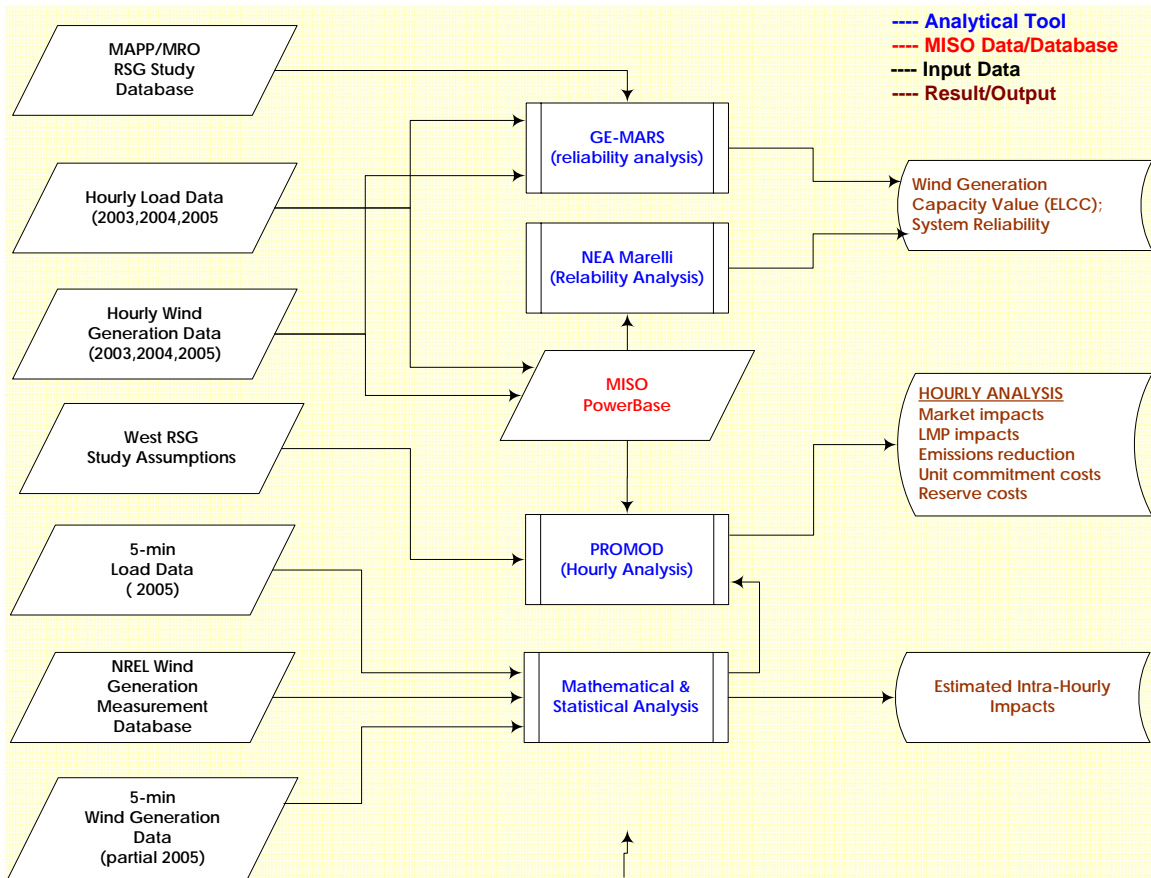 ---- Analytical Tool
---- MISO Data/Database
---- Input Data
---- Result/Output
MAPP/MRO
RSG Study
Database
Hourly Load Data
(2003,2004,2005
Hourly Wind
Generation Data
(2003,2004,2005)
West RSG
Study Assumptions
5-min
Load Data
( 2005)
NREL Wind
Generation
Measurement
Database
5-min
Wind Generation
Data
(partial 2005)
GE-MARS
(reliability analysis)
NEA Marelli
(Relability Analysis)
MISO
PowerBase
PROMOD
(Hourly Analysis)
Mathematical &
Statistical Analysis
Wind Generation
Capacity Value (ELCC);
System Reliability
HOURLY ANALYSIS
Market impacts
LMP impacts
Emissions reduction
Unit commitment costs
Reserve costs
Estimated Intra-Hourly
Impacts